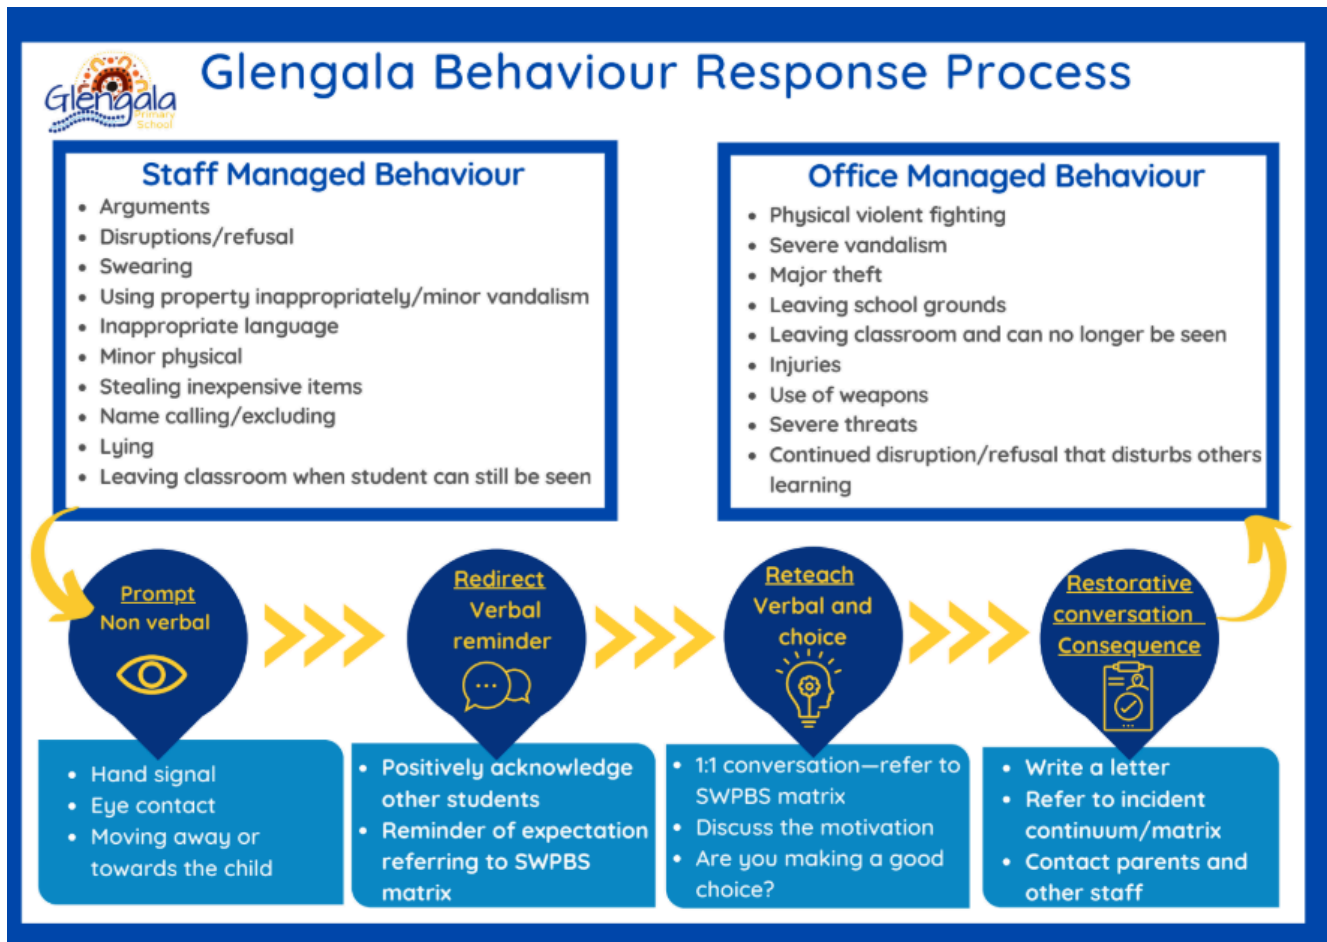 Glengala
Primary
School
Glengala Behaviour Response Process
Staff Managed Behaviour
• Arguments
• Disruptions/refusal
• Swearing
• Using property inappropriately/minor vandalism
• Inappropriate language
• Minor physical
• Stealing inexpensive items
• Name calling/excluding
• Lying
• Leaving classroom when student can still be seen
Office Managed Behaviour
• Physical violent fighting
• Severe vandalism
• Major theft
• Leaving school grounds
• Leaving classroom and can no longer be seen
• Injuries
• Use of weapons
• Severe threats
• Continued disruption/refusal that disturbs others
learning
Prompt
Non verbal
• Hand signal
• Eye contact
• Moving away or
towards the child
Redirect
Verbal
reminder
• Positively acknowledge
other students
• Reminder of expectation
referring to SWPBS
matrix
Reteach
Verbal and
choice
• 1:1 conversation—refer to
SWPBS matrix
• Discuss the motivation
• Are you making a good
choice?
Restorative
conversation
Consequence
• Write a letter
• Refer to incident
continuum/matrix
• Contact parents and
other staff